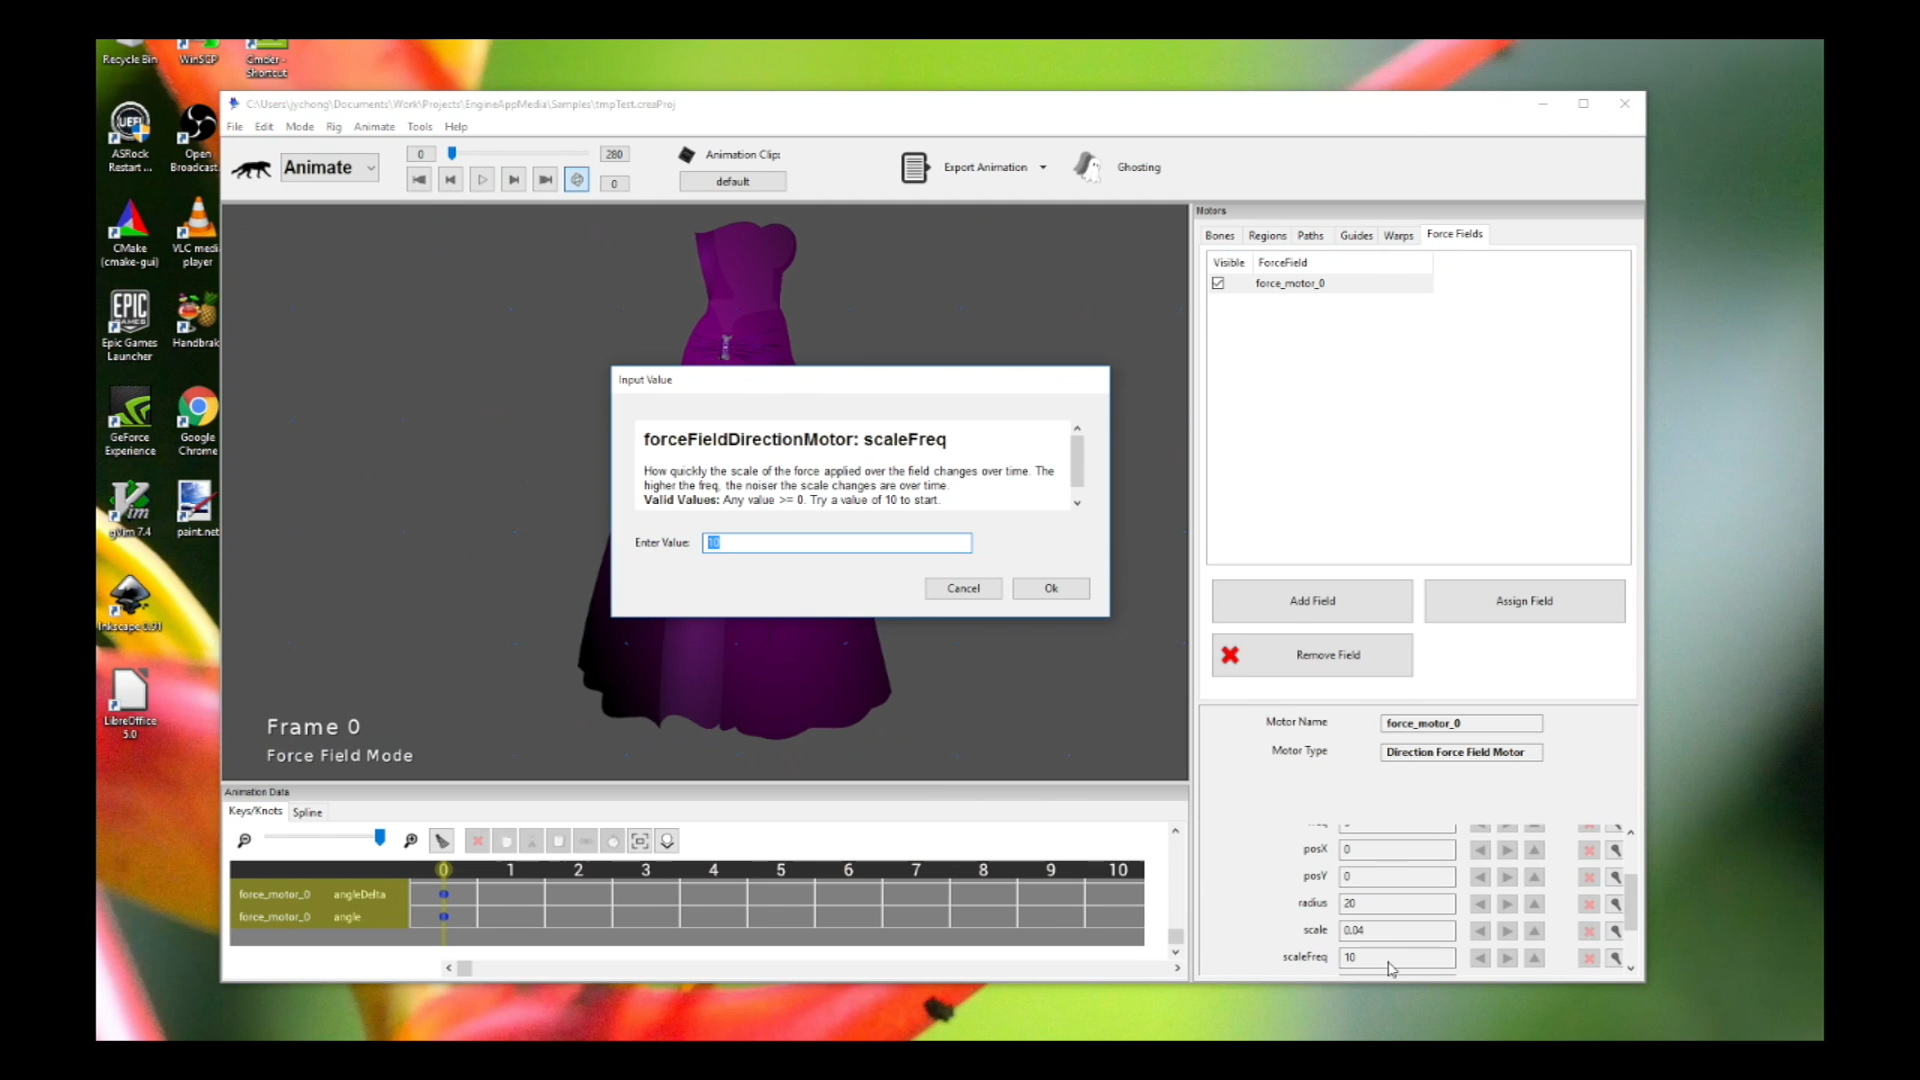 Recycle Bin
WinSCP
Cmder -
Shortcut
ASRock
Restart ...
Open
Broadcast.
CMake
(cmake-gui)
VLC medi
player
EPIC
GAMES
Epic Games
Launcher
Handbrak
GeForce
Experience
Google
Chrome
gVim 7.4
paint.net
Inkscape 0.91
LibreOffice
5.0
C:\Users\jychong\Documents\Work\Projects\EngineAppMedia\Samples\tmpTest.creaProj
File Edit Mode Rig Animate Tools Help
Animate
0
280
0
Animation Clip:
default
Export Animation
Ghosting
Motors
Bones Regions Paths Guides Warps Force Fields
Visible ForceField
force_motor_0
Input Value
forceFieldDirectionMotor: scaleFreq
How quickly the scale of the force applied over the field changes over time. The
higher the freq, the noiser the scale changes are over time.
Valid Values: Any value >= 0. Try a value of 10 to start.
Enter Value: 10
Cancel Ok
Add Field Assign Field
Remove Field
Frame 0
Force Field Mode
Motor Name force_motor_0
Motor Type Direction Force Field Motor
posX 0
posY 0
radius 20
scale 0.04
scaleFreq 10
Animation Data
Keys/Knots Spline
0 1 2 3 4 5 6 7 8 9 10
force_motor_0 angleDelta
force_motor_0 angle